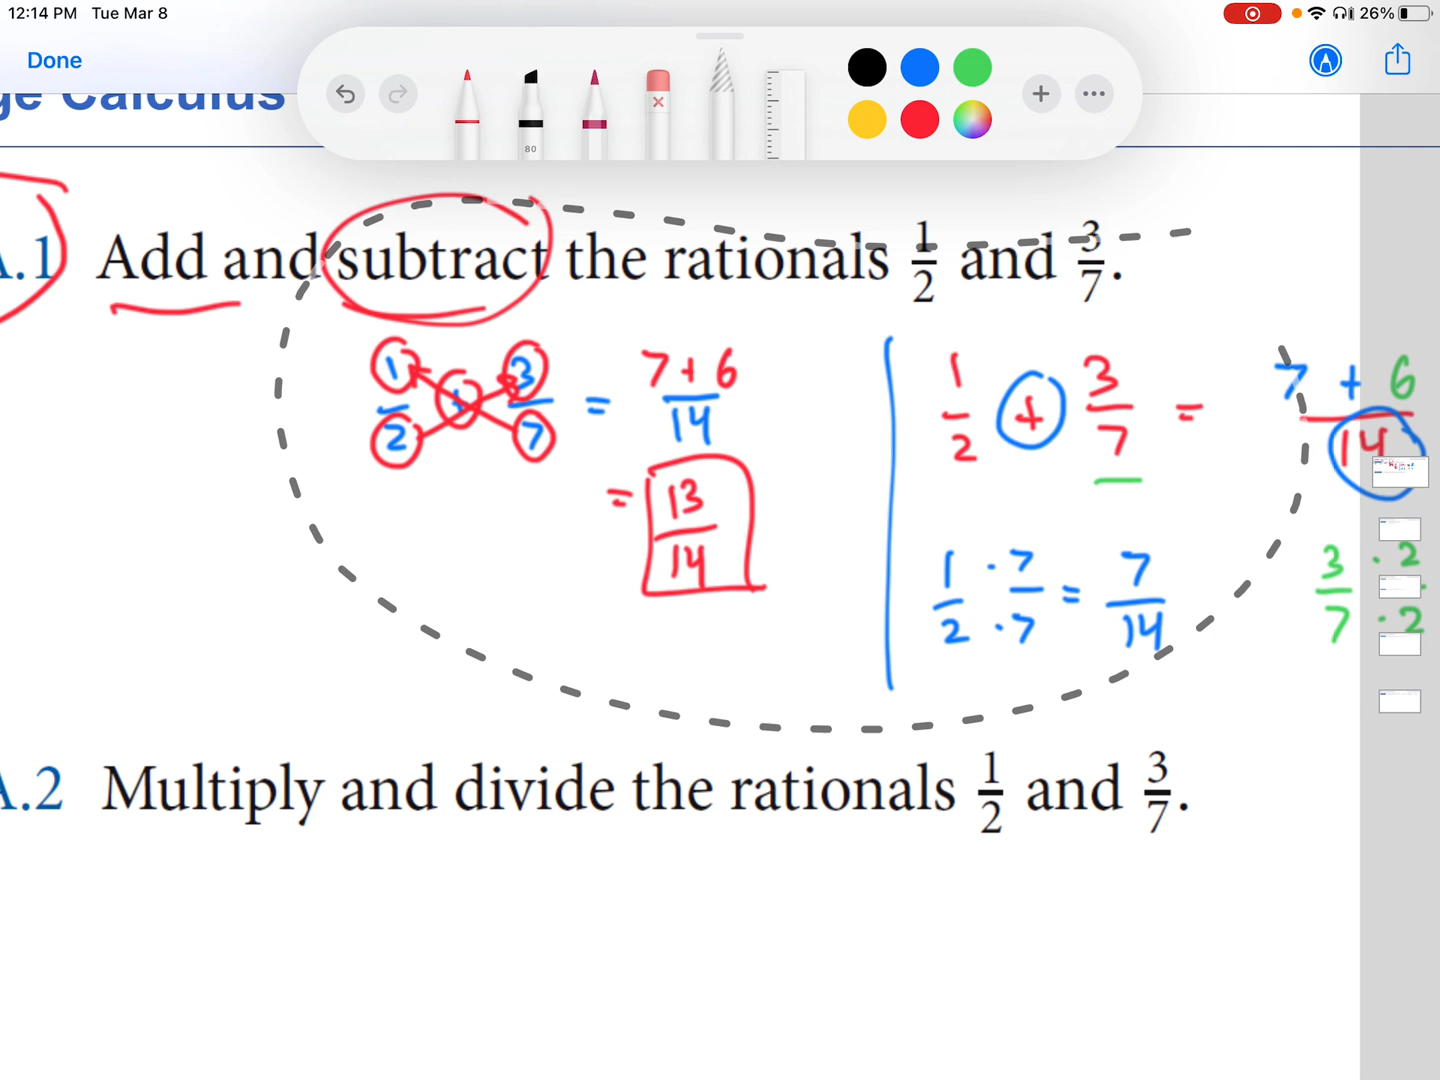 12:14 PM Tue Mar 8
26%
Done
80
ge Calculus
A.1 Add and subtract the rationals 1/2 and 3/7.
1/2 + 3/7 = 7 + 6/14
= 13/14
1/2 + 3/7 = 7 + 6/14
1/2 · 7/· 7 = 7/14
3/7 · 2/· 2
A.2 Multiply and divide the rationals 1/2 and 3/7.